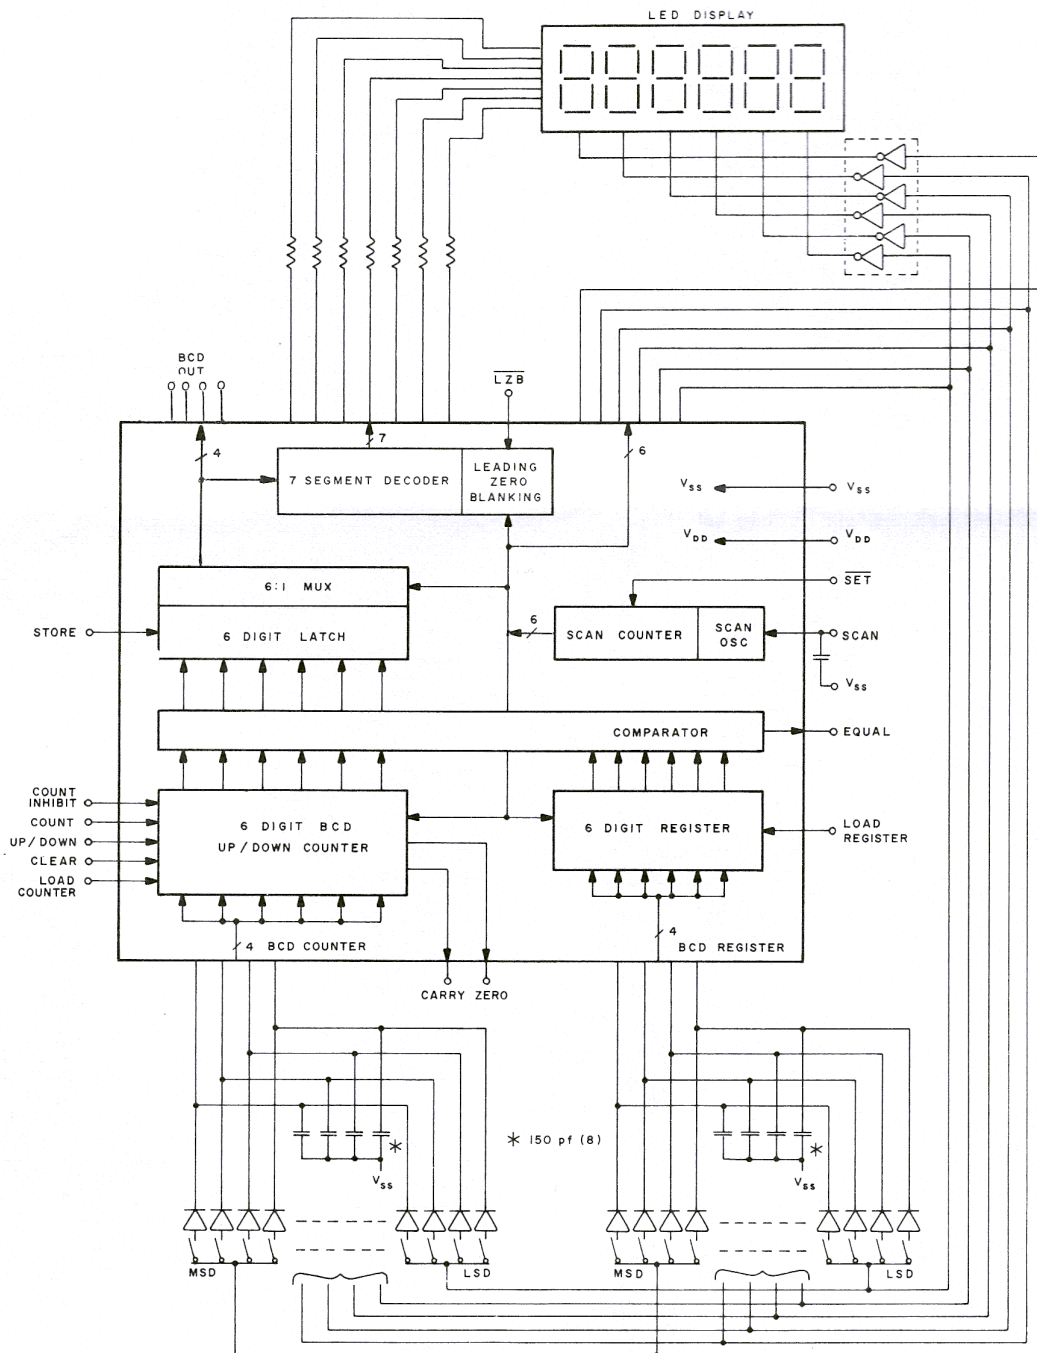 LED DISPLAY
BCD
OUT
LZB
4
7
6
7 SEGMENT DECODER
LEADING
ZERO
BLANKING
VSS
VSS
VDD
VDD
SET
6:1 MUX
STORE
6 DIGIT LATCH
6
SCAN COUNTER
SCAN
OSC
SCAN
VSS
COMPARATOR
EQUAL
COUNT
INHIBIT
COUNT
UP/DOWN
CLEAR
LOAD
COUNTER
6 DIGIT BCD
UP/DOWN COUNTER
6 DIGIT REGISTER
LOAD
REGISTER
4 BCD COUNTER
4
BCD REGISTER
CARRY ZERO
* 150 pf (8)
*
VSS
*
VSS
MSD
LSD
MSD
LSD